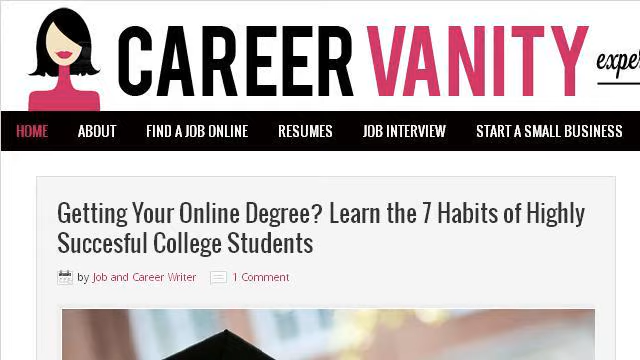 CAREER VANITY
HOME ABOUT FIND A JOB ONLINE RESUMES JOB INTERVIEW START A SMALL BUSINESS
Getting Your Online Degree? Learn the 7 Habits of Highly
Succesful College Students
by Job and Career Writer 1 Comment